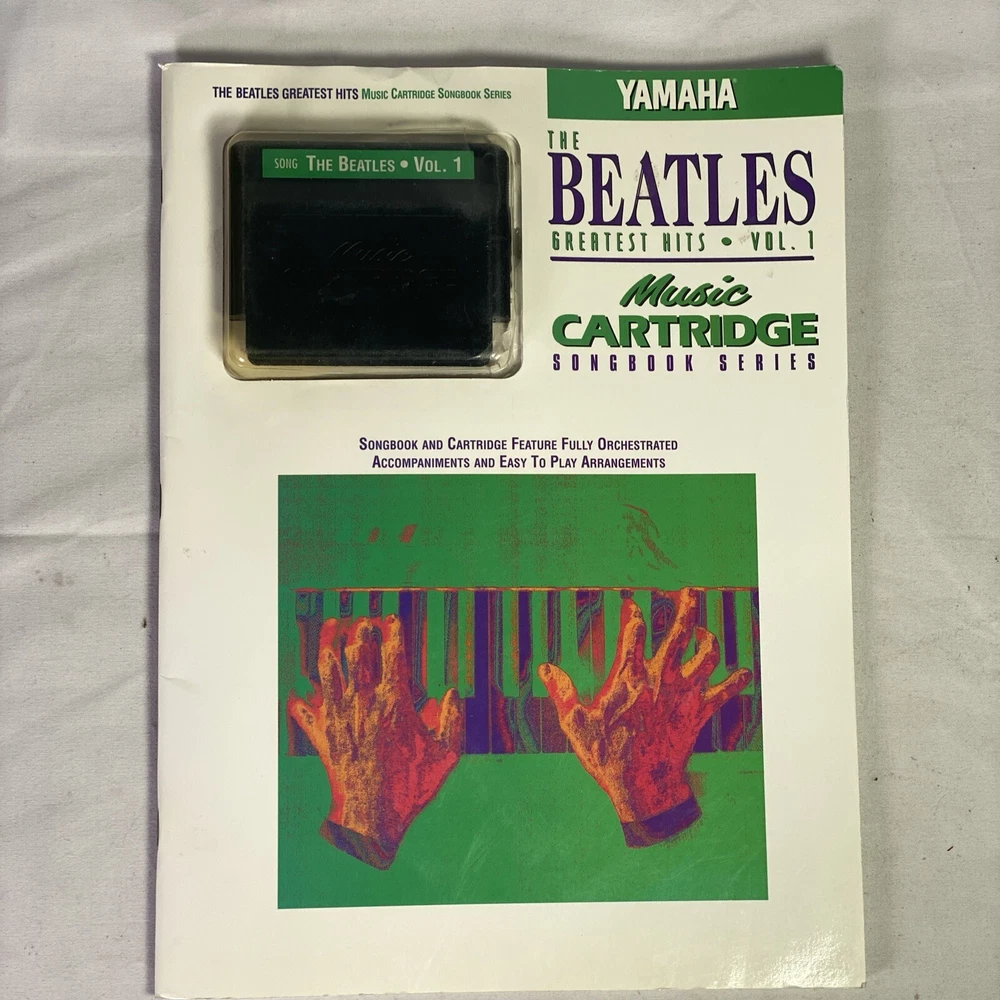 THE BEATLES GREATEST HITS MUSIC CARTRIDGE SONGBOOK SERIES
YAMAHA
SONG THE BEATLES • VOL. 1
Music
THE
BEATLES
GREATEST HITS • VOL. 1
Music
CARTRIDGE
SONGBOOK SERIES
SONGBOOK AND CARTRIDGE FEATURE FULLY ORCHESTRATED
ACCOMPANIMENTS AND EASY TO PLAY ARRANGEMENTS